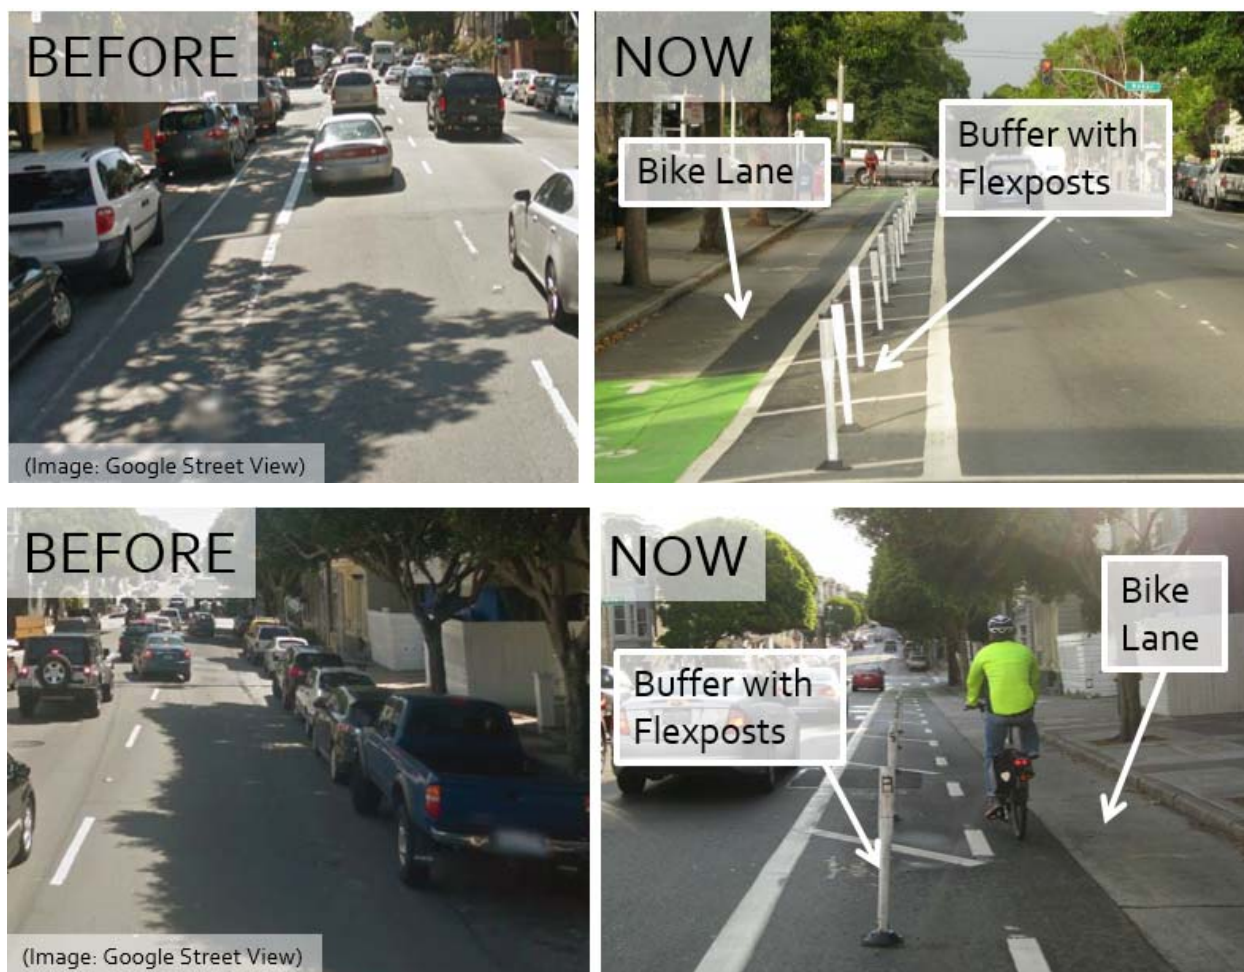 BEFORE
NOW
Bike Lane
Buffer with
Flexposts
(Image: Google Street View)
BEFORE
NOW
Buffer with
Flexposts
Bike
Lane
(Image: Google Street View)